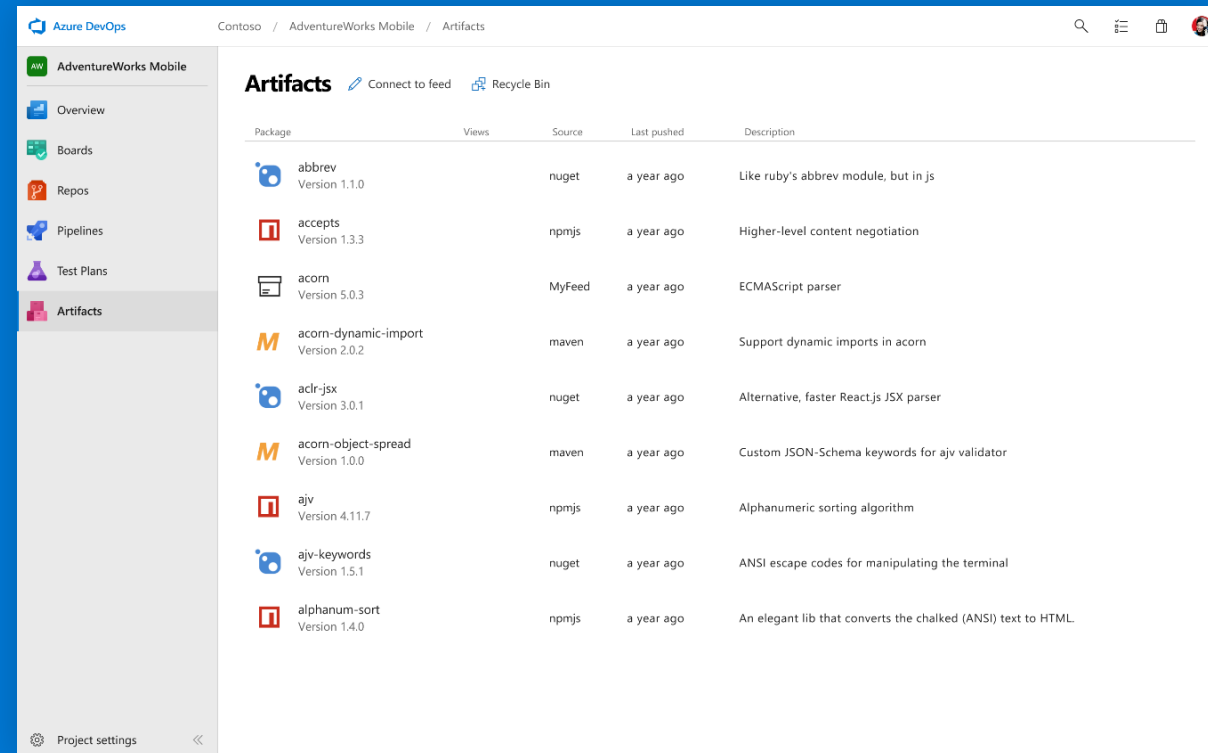 Azure DevOps
Contoso / AdventureWorks Mobile / Artifacts
AW AdventureWorks Mobile
Overview
Boards
Repos
Pipelines
Test Plans
Artifacts
Project settings
Artifacts Connect to feed Recycle Bin
Package Views Source Last pushed Description
abbrev
Version 1.1.0
nuget a year ago Like ruby's abbrev module, but in js
accepts
Version 1.3.3
npmjs a year ago Higher-level content negotiation
acorn
Version 5.0.3
MyFeed a year ago ECMAScript parser
acorn-dynamic-import
Version 2.0.2
maven a year ago Support dynamic imports in acorn
aclr-jsx
Version 3.0.1
nuget a year ago Alternative, faster React.js JSX parser
acorn-object-spread
Version 1.0.0
maven a year ago Custom JSON-Schema keywords for ajv validator
ajv
Version 4.11.7
npmjs a year ago Alphanumeric sorting algorithm
ajv-keywords
Version 1.5.1
nuget a year ago ANSI escape codes for manipulating the terminal
alphanum-sort
Version 1.4.0
npmjs a year ago An elegant lib that converts the chalked (ANSI) text to HTML.